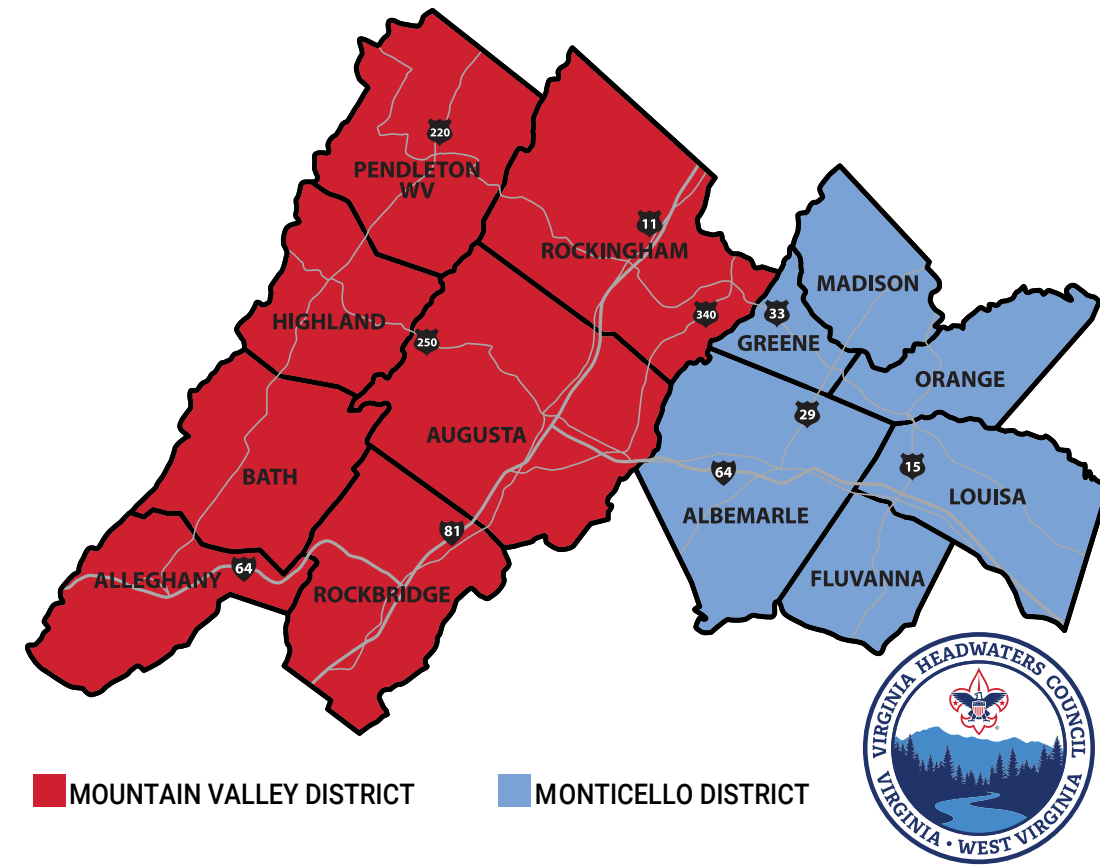 220
PENDLETON
WV
11
ROCKINGHAM
MADISON
HIGHLAND
250
340
33
GREENE
ORANGE
29
AUGUSTA
BATH
64
15
LOUISA
ALBEMARLE
81
64
ALLEGHANY
ROCKBRIDGE
FLUVANNA
VIRGINIA HEADWATERS COUNCIL
VIRGINIA • WEST VIRGINIA
®
MOUNTAIN VALLEY DISTRICT
MONTICELLO DISTRICT